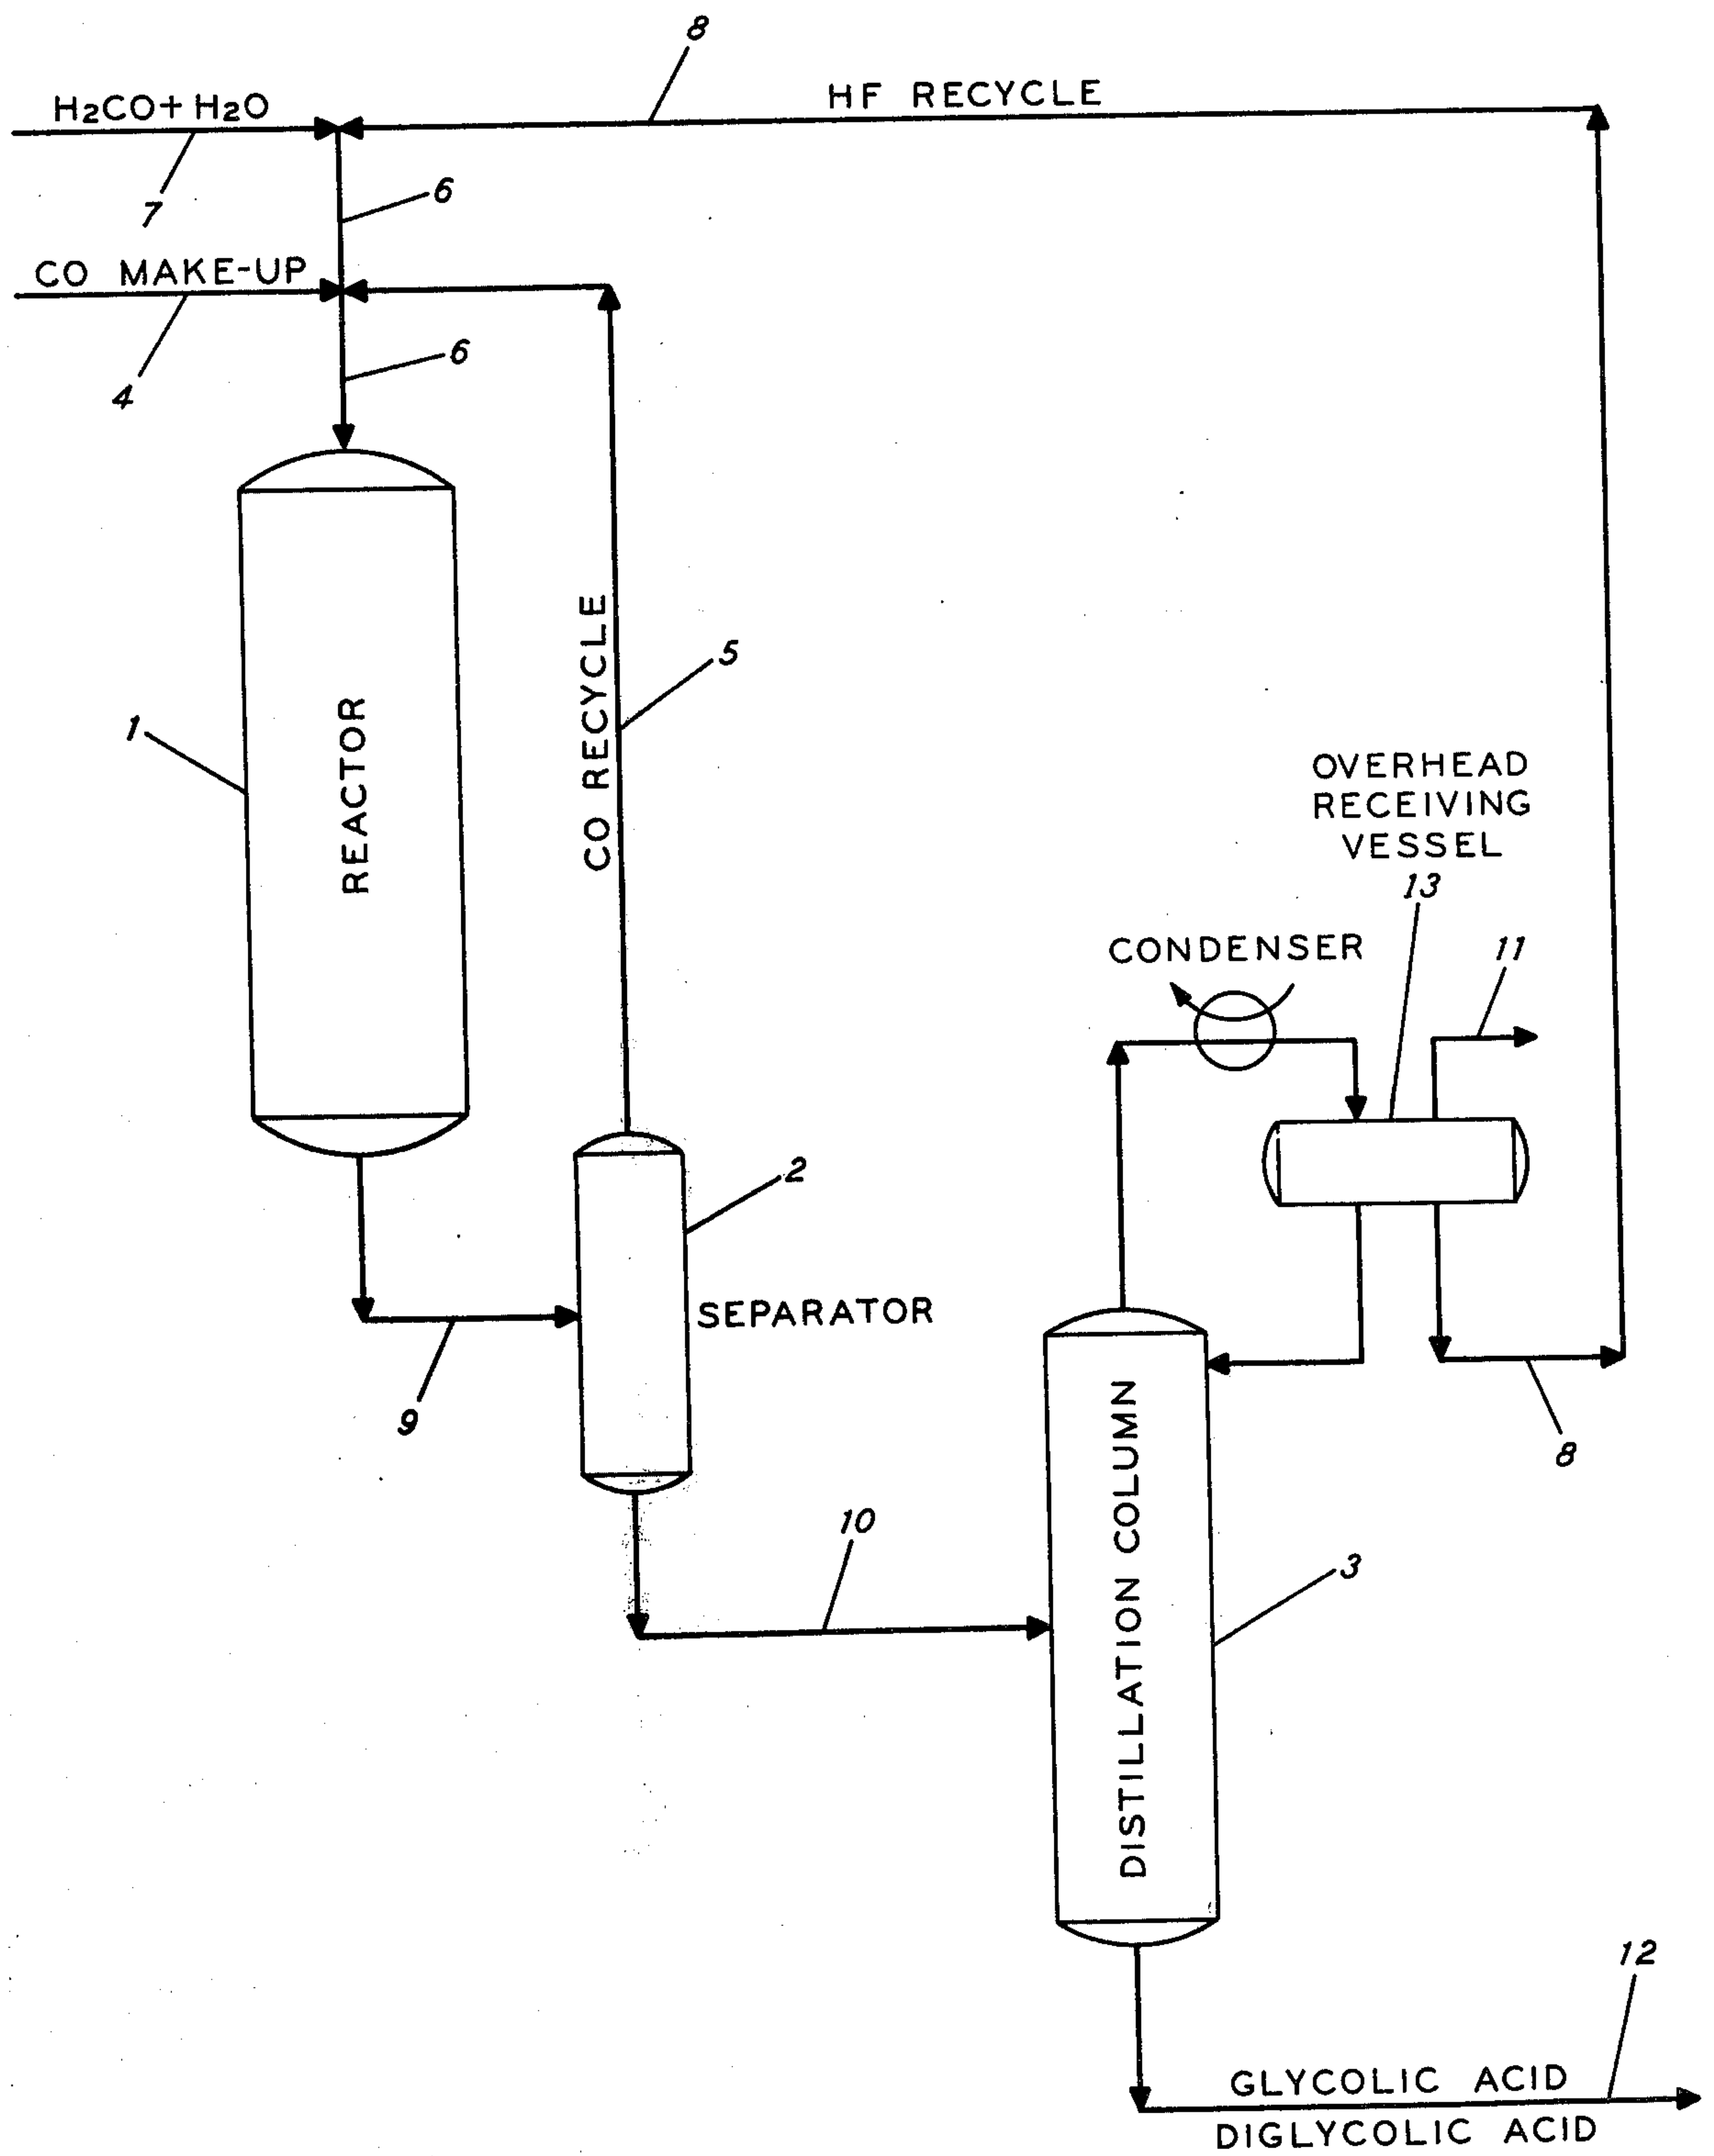 8
HF RECYCLE
H2CO+H2O
7
6
CO MAKE-UP
4
6
CO RECYCLE
5
1
REACTOR
OVERHEAD
RECEIVING
VESSEL
13
CONDENSER
11
2
SEPARATOR
9
8
10
DISTILLATION COLUMN
3
12
GLYCOLIC ACID
DIGLYCOLIC ACID